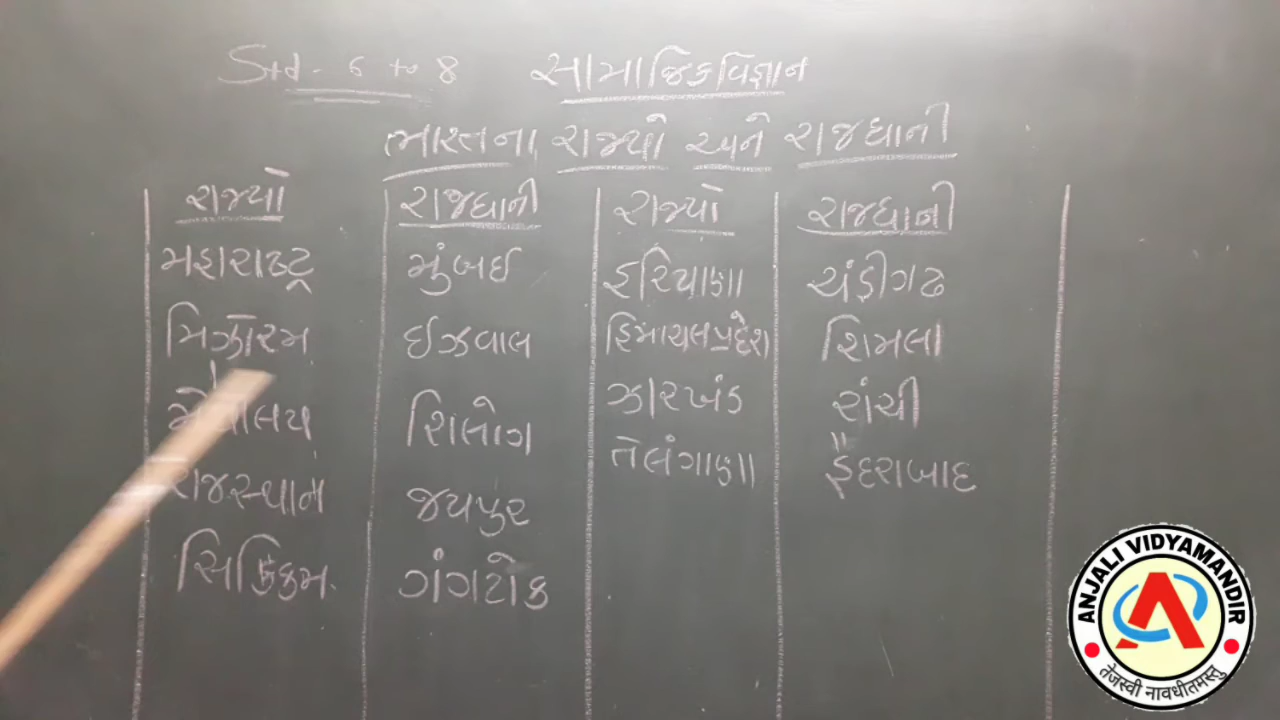 Std - 6 to 8 સામાજિકવિજ્ઞાન
ભારતના રાજ્યો અને રાજધાની
રાજ્યો રાજધાની રાજ્યો રાજધાની
મહારાષ્ટ્ર મુંબઈ હરિયાણા ચંડીગઢ
મિઝોરમ ઈઝવાલ હિમાચલપ્રદેશ શિમલા
શિલોંગ ઝારખંડ રાંચી
રાજસ્થાન જયપુર તેલંગાણા હૈદરાબાદ
સિક્કિમ ગંગટોક
ANJALI VIDYAMANDIR
A
તેજસ્વી નાવધીતમસ્તુ